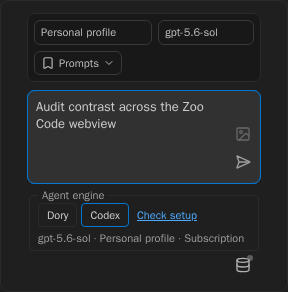 Personal profile
gpt-5.6-sol
Prompts
Audit contrast across the Zoo
Code webview
Agent engine
Dory
Codex
Check setup
gpt-5.6-sol · Personal profile · Subscription